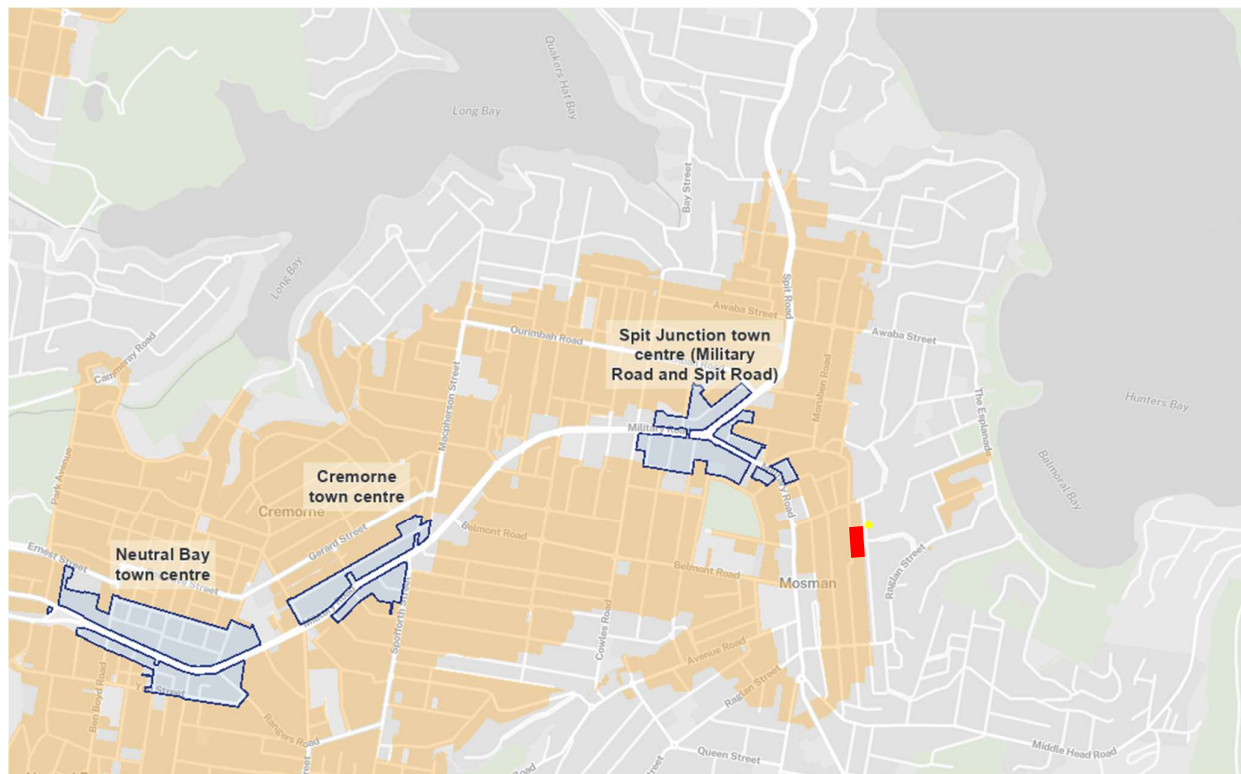 Quakers Hat Bay
Long Bay
Bay Street
Long Bay
Spit Road
Awaba Street
Awaba Street
Ourimbah Road
Spit Junction town
centre (Military
Road and Spit Road)
Cammeray Road
Macpherson Street
Moruben Road
The Esplanade
Hunters Bay
Balmoral Bay
Military Road
Military Road
Park Avenue
Cremorne
town centre
Cremorne
Gerard Street
Belmont Road
Ernest Street
Neutral Bay
town centre
Street
Belmont Road
Mosman
Raglan Street
Spofforth Street
Cowles Road
Avenue Road
Raglan Street
Ben Boyd Road
Street
Rangers Road
Queen Street
Middle Head Road